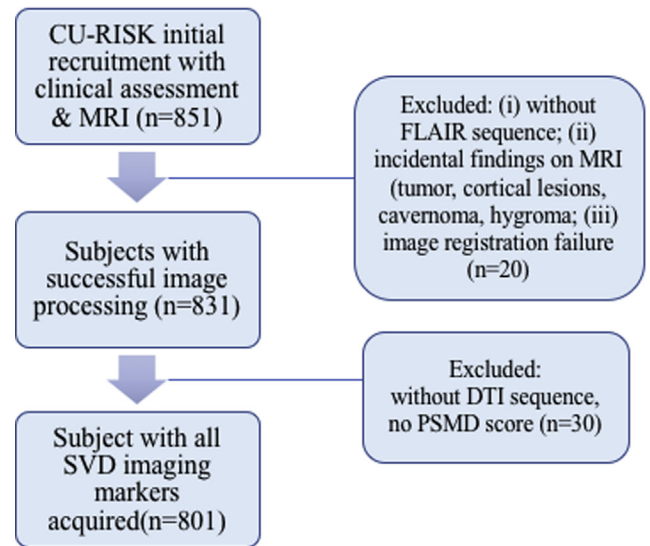 CU-RISK initial
recruitment with
clinical assessment
& MRI (n=851)
Excluded: (i) without
FLAIR sequence; (ii)
incidental findings on MRI
(tumor, cortical lesions,
cavernoma, hygroma; (iii)
image registration failure
(n=20)
Subjects with
successful image
processing (n=831)
Excluded:
without DTI sequence,
no PSMD score (n=30)
Subject with all
SVD imaging
markers
acquired(n=801)